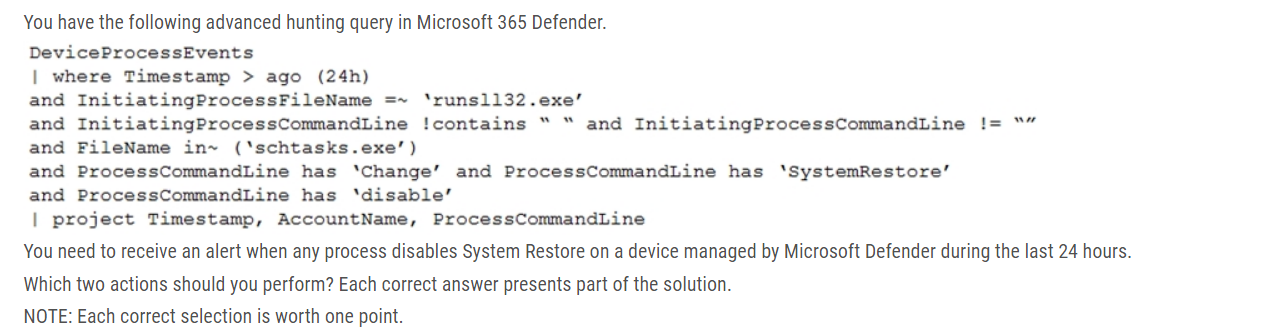 You have the following advanced hunting query in Microsoft 365 Defender.
DeviceProcessEvents
| where Timestamp > ago (24h)
and InitiatingProcessFileName =~ ‘runsll32.exe’
and InitiatingProcessCommandLine !contains “ “ and InitiatingProcessCommandLine != “”
and FileName in~ (‘schtasks.exe’)
and ProcessCommandLine has ‘Change’ and ProcessCommandLine has ‘SystemRestore’
and ProcessCommandLine has ‘disable’
| project Timestamp, AccountName, ProcessCommandLine
You need to receive an alert when any process disables System Restore on a device managed by Microsoft Defender during the last 24 hours.
Which two actions should you perform? Each correct answer presents part of the solution.
NOTE: Each correct selection is worth one point.